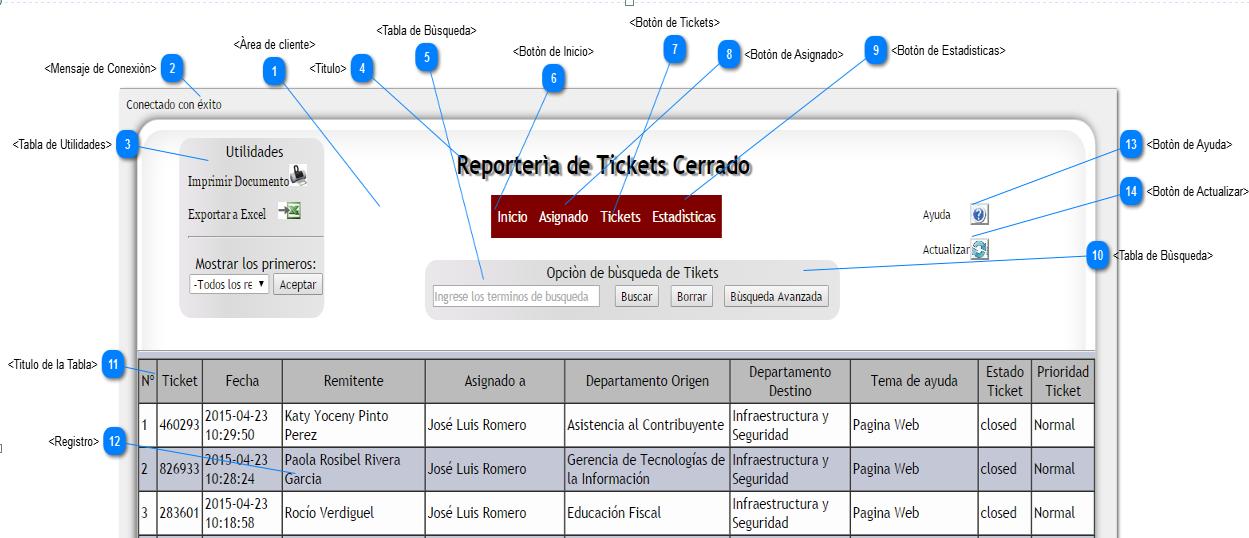 <Botòn de Tickets>
<Tabla de Bùsqueda>
<Àrea de cliente>
<Botòn de Inicio>
<Botòn de Asignado>
<Botòn de Estadisticas>
<Mensaje de Conexiòn>
<Titulo>
2
1
4
5
6
7
8
9
Conectado con éxito
<Tabla de Utilidades>
3
Utilidades
Imprimir Documento
Exportar a Excel
Mostrar los primeros:
-Todos los re
Aceptar
Reporterìa de Tickets Cerrado
Inicio Asignado Tickets Estadìsticas
13
<Botòn de Ayuda>
14
<Botòn de Actualizar>
Ayuda
Actualizar
10
<Tabla de Bùsqueda>
Opciòn de bùsqueda de Tikets
Ingrese los terminos de busqueda
Buscar
Borrar
Bùsqueda Avanzada
<Titulo de la Tabla>
11
Nº
Ticket
Fecha
Remitente
Asignado a
Departamento Origen
Departamento
Destino
Tema de ayuda
Estado
Ticket
Prioridad
Ticket
1
460293
2015-04-23
10:29:50
Katy Yoceny Pinto
Perez
José Luis Romero
Asistencia al Contribuyente
Infraestructura y
Seguridad
Pagina Web
closed
Normal
<Registro>
12
2
826933
2015-04-23
10:28:24
Paola Rosibel Rivera
Garcia
José Luis Romero
Gerencia de Tecnologías de
la Información
Infraestructura y
Seguridad
Pagina Web
closed
Normal
3
283601
2015-04-23
10:18:58
Rocío Verdiguel
José Luis Romero
Educación Fiscal
Infraestructura y
Seguridad
Pagina Web
closed
Normal